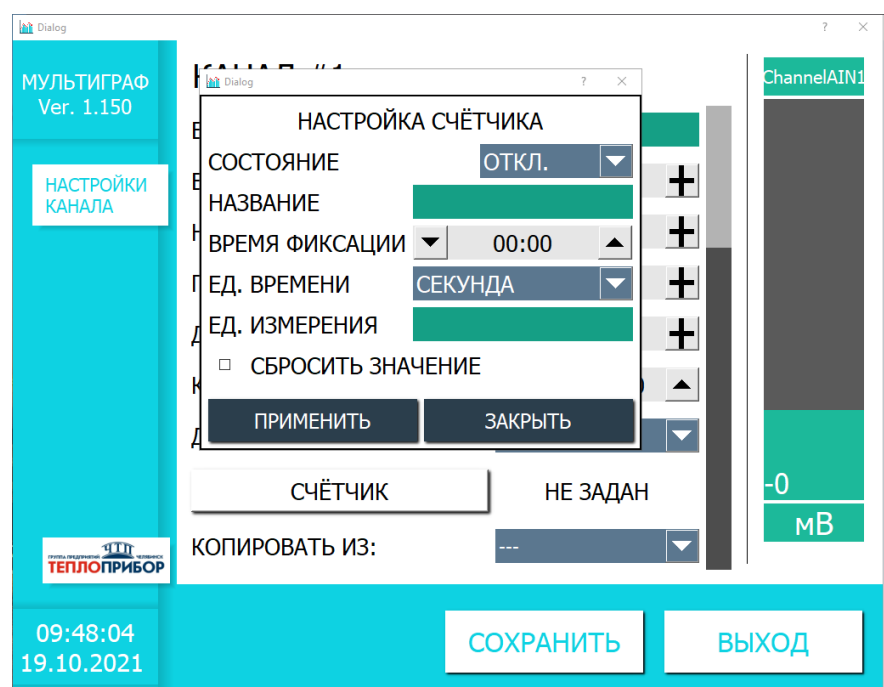 Dialog
МУЛЬТИГРАФ
Ver. 1.150
НАСТРОЙКИ
КАНАЛА
Dialog
НАСТРОЙКА СЧЁТЧИКА
СОСТОЯНИЕ ОТКЛ.
НАЗВАНИЕ
ВРЕМЯ ФИКСАЦИИ 00:00
ЕД. ВРЕМЕНИ СЕКУНДА
ЕД. ИЗМЕРЕНИЯ
СБРОСИТЬ ЗНАЧЕНИЕ
ПРИМЕНИТЬ ЗАКРЫТЬ
СЧЁТЧИК НЕ ЗАДАН
КОПИРОВАТЬ ИЗ: ---
ChannelAIN1
-0
мВ
ТЕПЛОПРИБОР
09:48:04
19.10.2021
СОХРАНИТЬ ВЫХОД